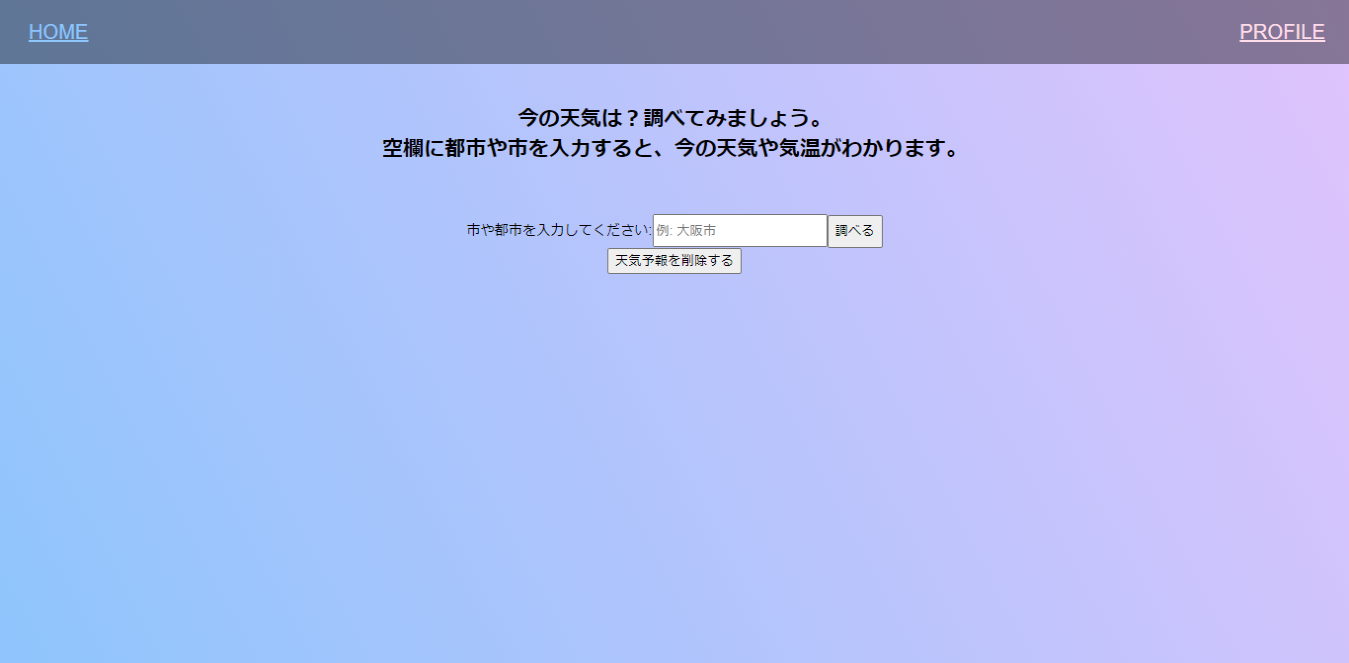 HOME
PROFILE
今の天気は？調べてみましょう。
空欄に都市や市を入力すると、今の天気や気温がわかります。
市や都市を入力してください: 例: 大阪市 調べる
天気予報を削除する